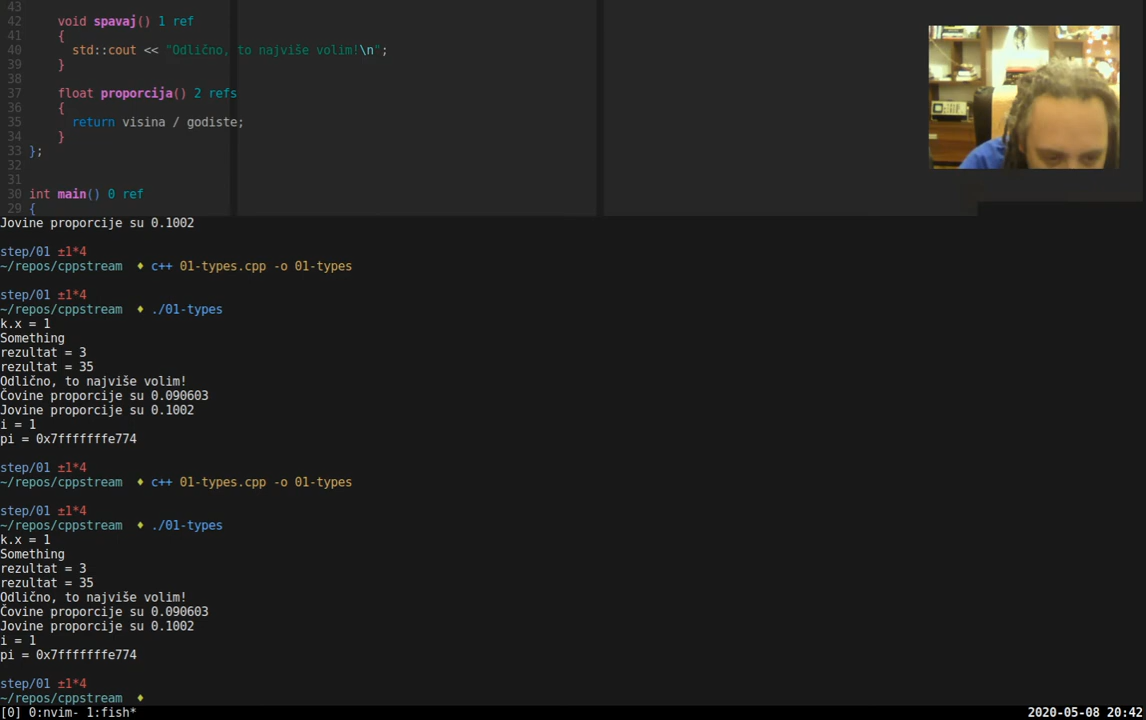 43
42 void spavaj() 1 ref
41 {
40 std::cout << "Odlično, to najviše volim!\n";
39 }
38
37 float proporcija() 2 refs
36 {
35 return visina / godiste;
34 }
33 };
32
31
30 int main() 0 ref
29 {
Jovine proporcije su 0.1002
step/01 ±1*4
~/repos/cppstream ♦ c++ 01-types.cpp -o 01-types
step/01 ±1*4
~/repos/cppstream ♦ ./01-types
k.x = 1
Something
rezultat = 3
rezultat = 35
Odlično, to najviše volim!
Čovine proporcije su 0.090603
Jovine proporcije su 0.1002
i = 1
pi = 0x7fffffffe774
step/01 ±1*4
~/repos/cppstream ♦ c++ 01-types.cpp -o 01-types
step/01 ±1*4
~/repos/cppstream ♦ ./01-types
k.x = 1
Something
rezultat = 3
rezultat = 35
Odlično, to najviše volim!
Čovine proporcije su 0.090603
Jovine proporcije su 0.1002
i = 1
pi = 0x7fffffffe774
step/01 ±1*4
~/repos/cppstream ♦
[0] 0:nvim- 1:fish* 2020-05-08 20:42